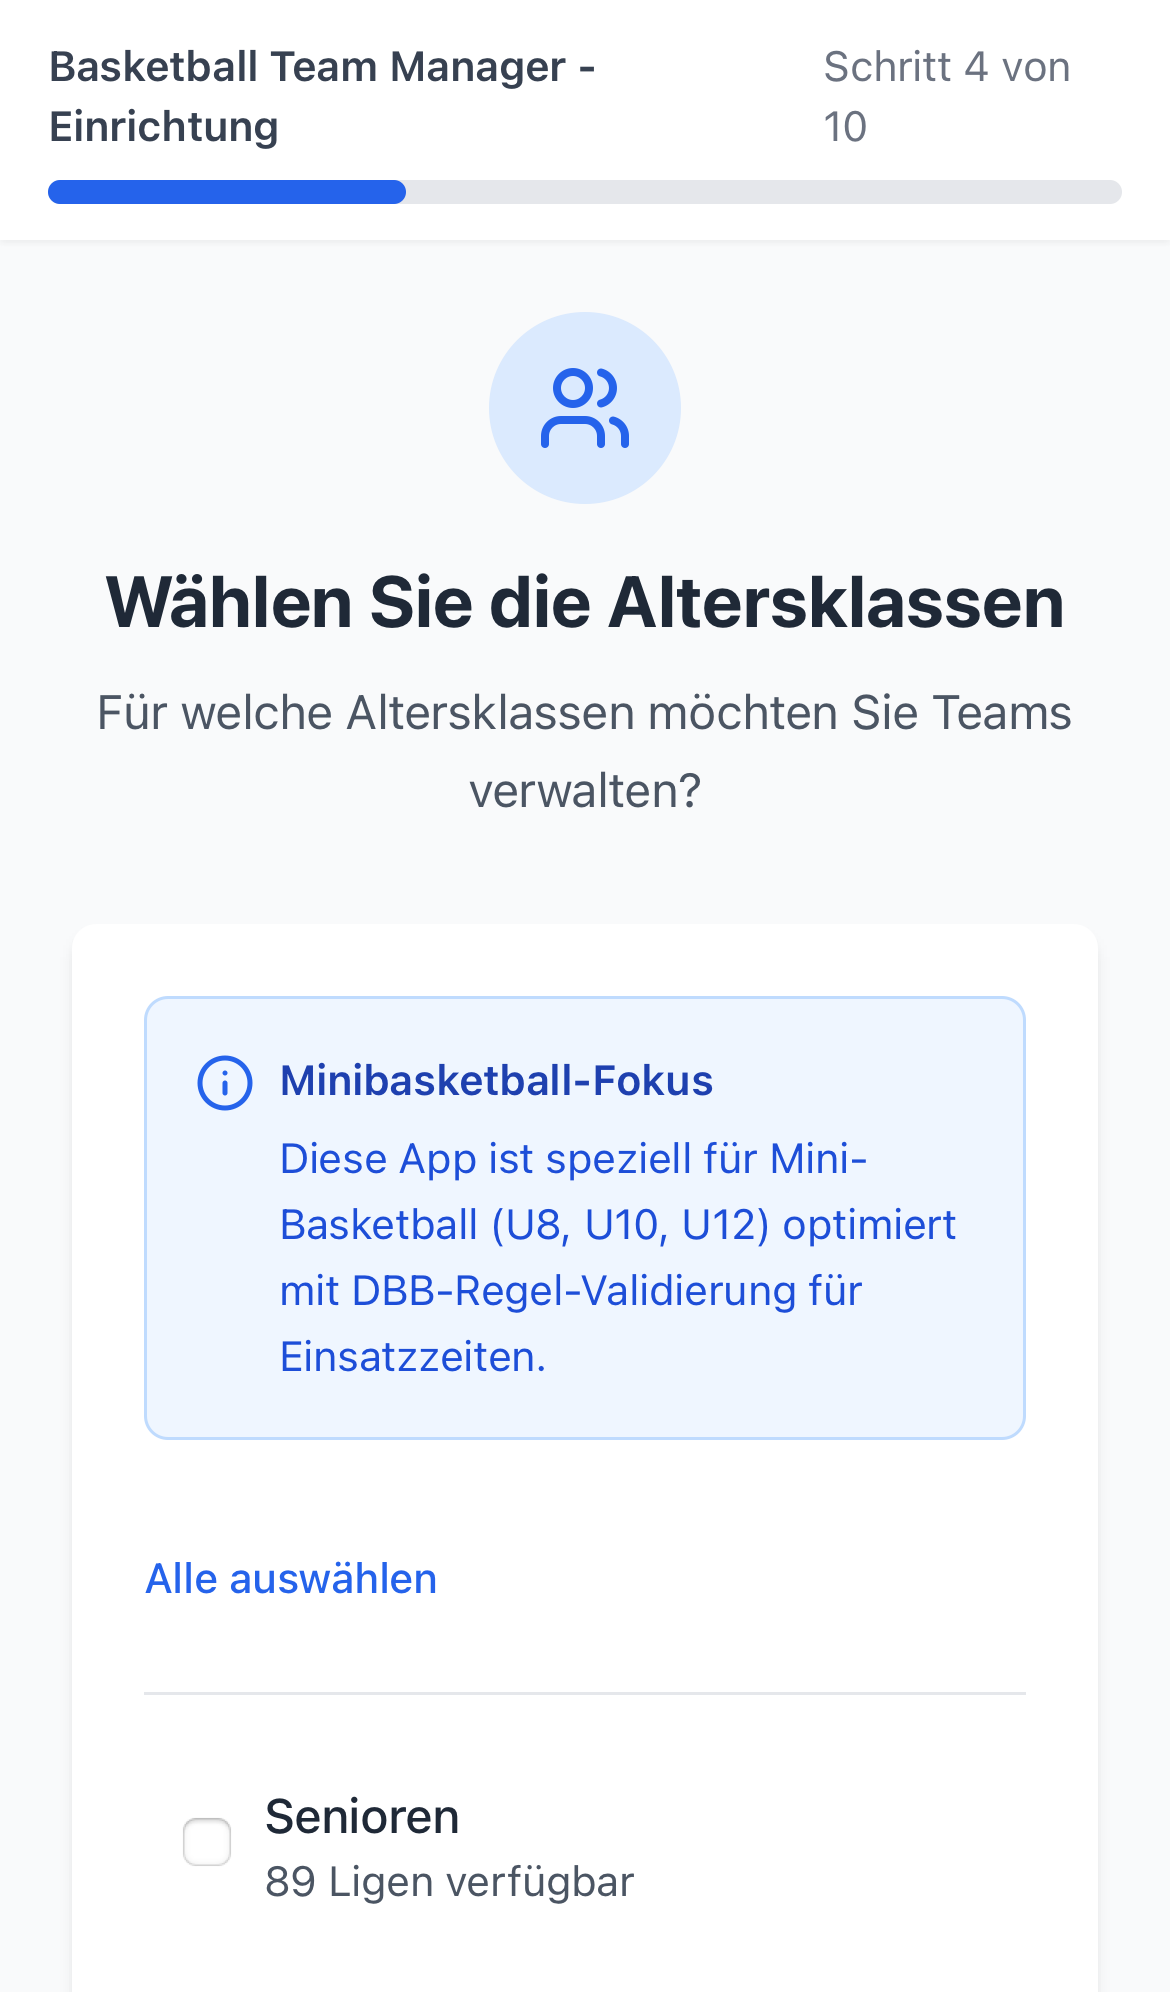 Basketball Team Manager -
Einrichtung
Schritt 4 von
10
Wählen Sie die Altersklassen
Für welche Altersklassen möchten Sie Teams
verwalten?
Minibasketball-Fokus
Diese App ist speziell für Mini-
Basketball (U8, U10, U12) optimiert
mit DBB-Regel-Validierung für
Einsatzzeiten.
Alle auswählen
Senioren
89 Ligen verfügbar